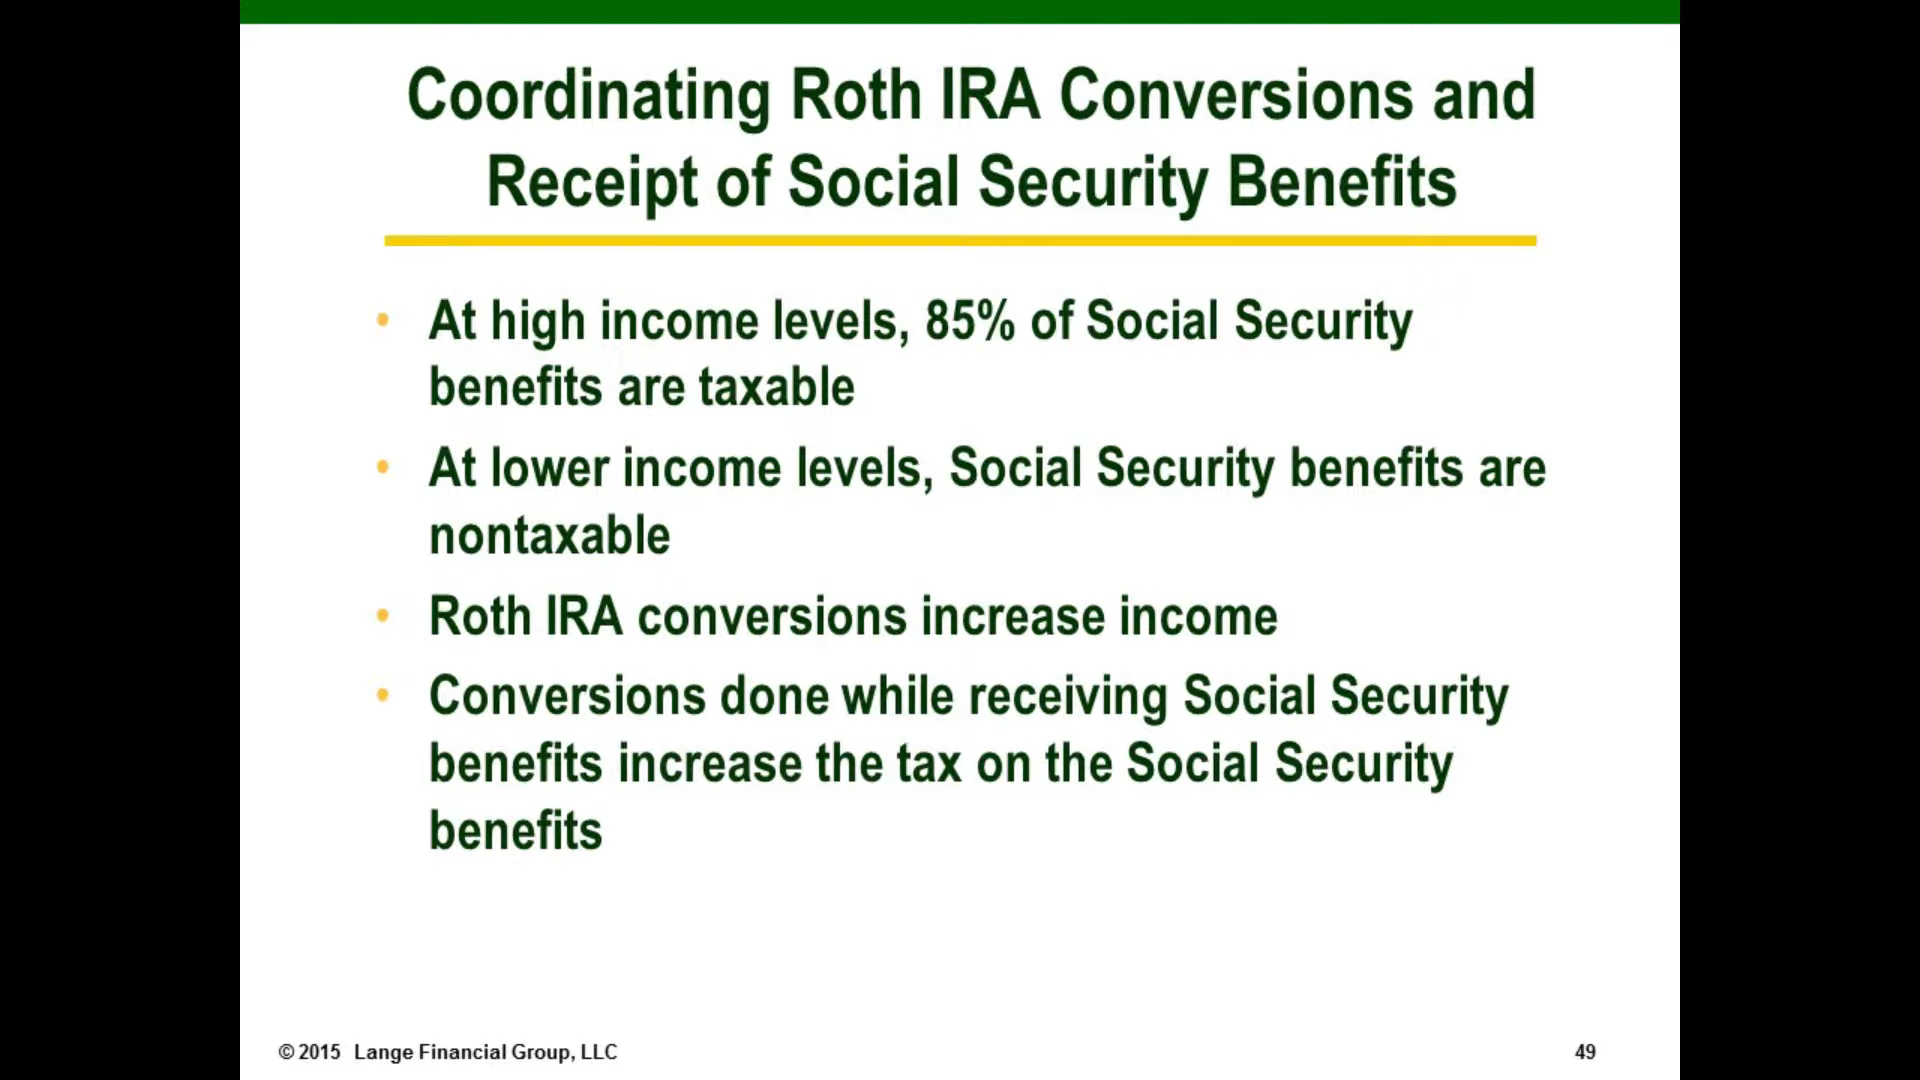 Coordinating Roth IRA Conversions and
Receipt of Social Security Benefits
• At high income levels, 85% of Social Security
benefits are taxable
• At lower income levels, Social Security benefits are
nontaxable
• Roth IRA conversions increase income
• Conversions done while receiving Social Security
benefits increase the tax on the Social Security
benefits
© 2015 Lange Financial Group, LLC
49